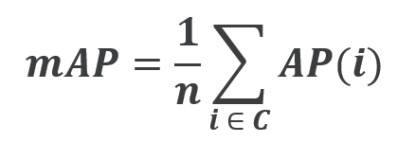 mAP = 1/n ∑ i ∈ C AP(i)